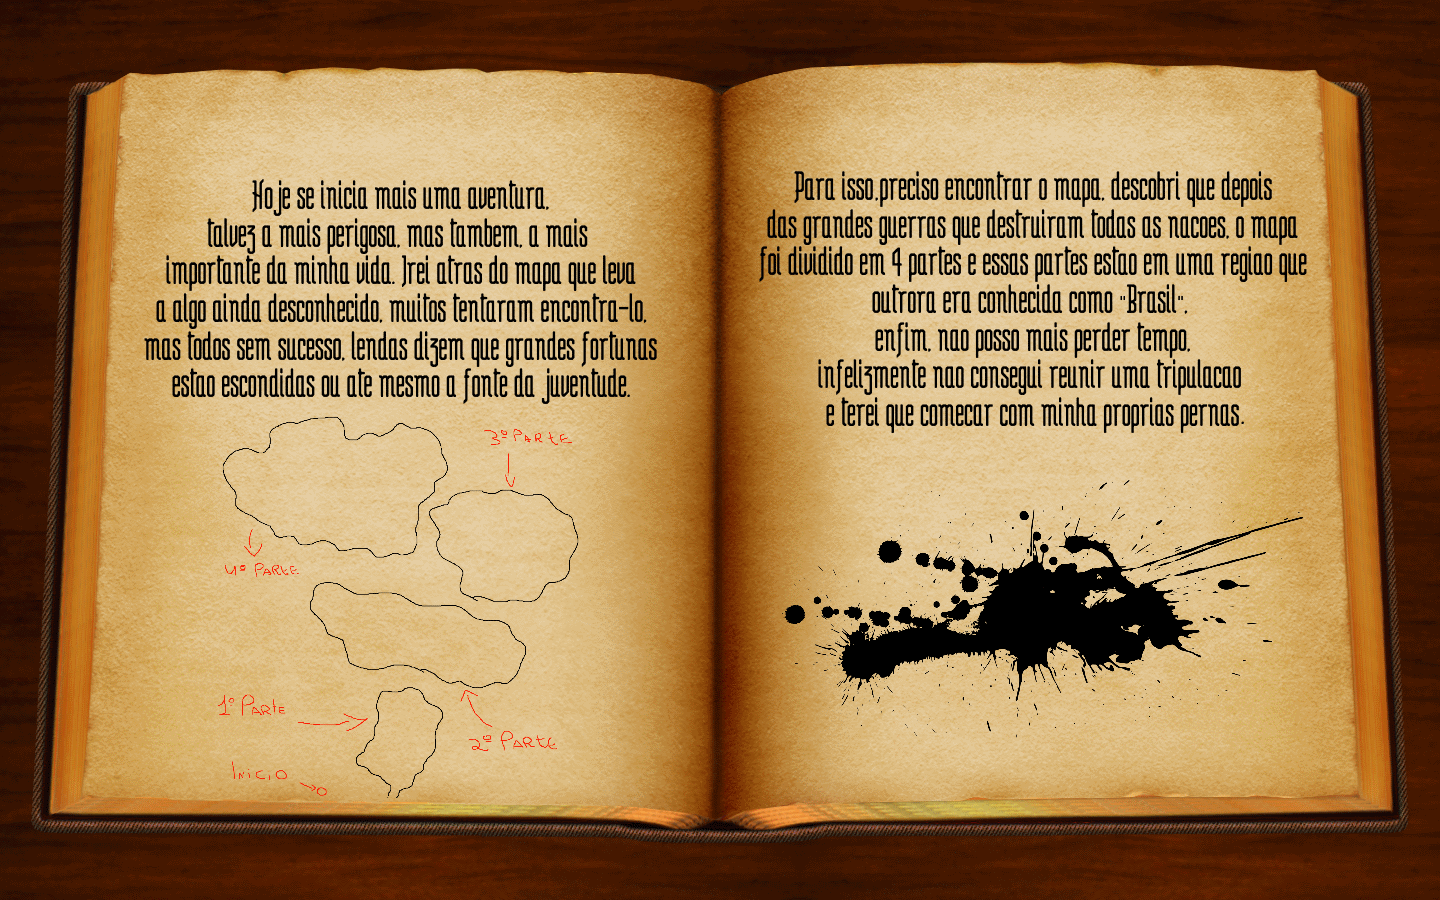 Hoje se inicia mais uma aventura,
talvez a mais perigosa, mas tambem, a mais
importante da minha vida. Irei atras do mapa que leva
a algo ainda desconhecido, muitos tentaram encontra-lo,
mas todos sem sucesso, lendas dizem que grandes fortunas
estao escondidas ou ate mesmo a fonte da juventude.
3º PARTE
4º PARTE
1º PARTE
2º PARTE
INICIO
Para isso,preciso encontrar o mapa, descobri que depois
das grandes guerras que destruiram todas as nacoes, o mapa
foi dividido em 4 partes e essas partes estao em uma regiao que
outrora era conhecida como "Brasil",
enfim, nao posso mais perder tempo,
infelizmente nao consegui reunir uma tripulacao
e terei que comecar com minha proprias pernas.